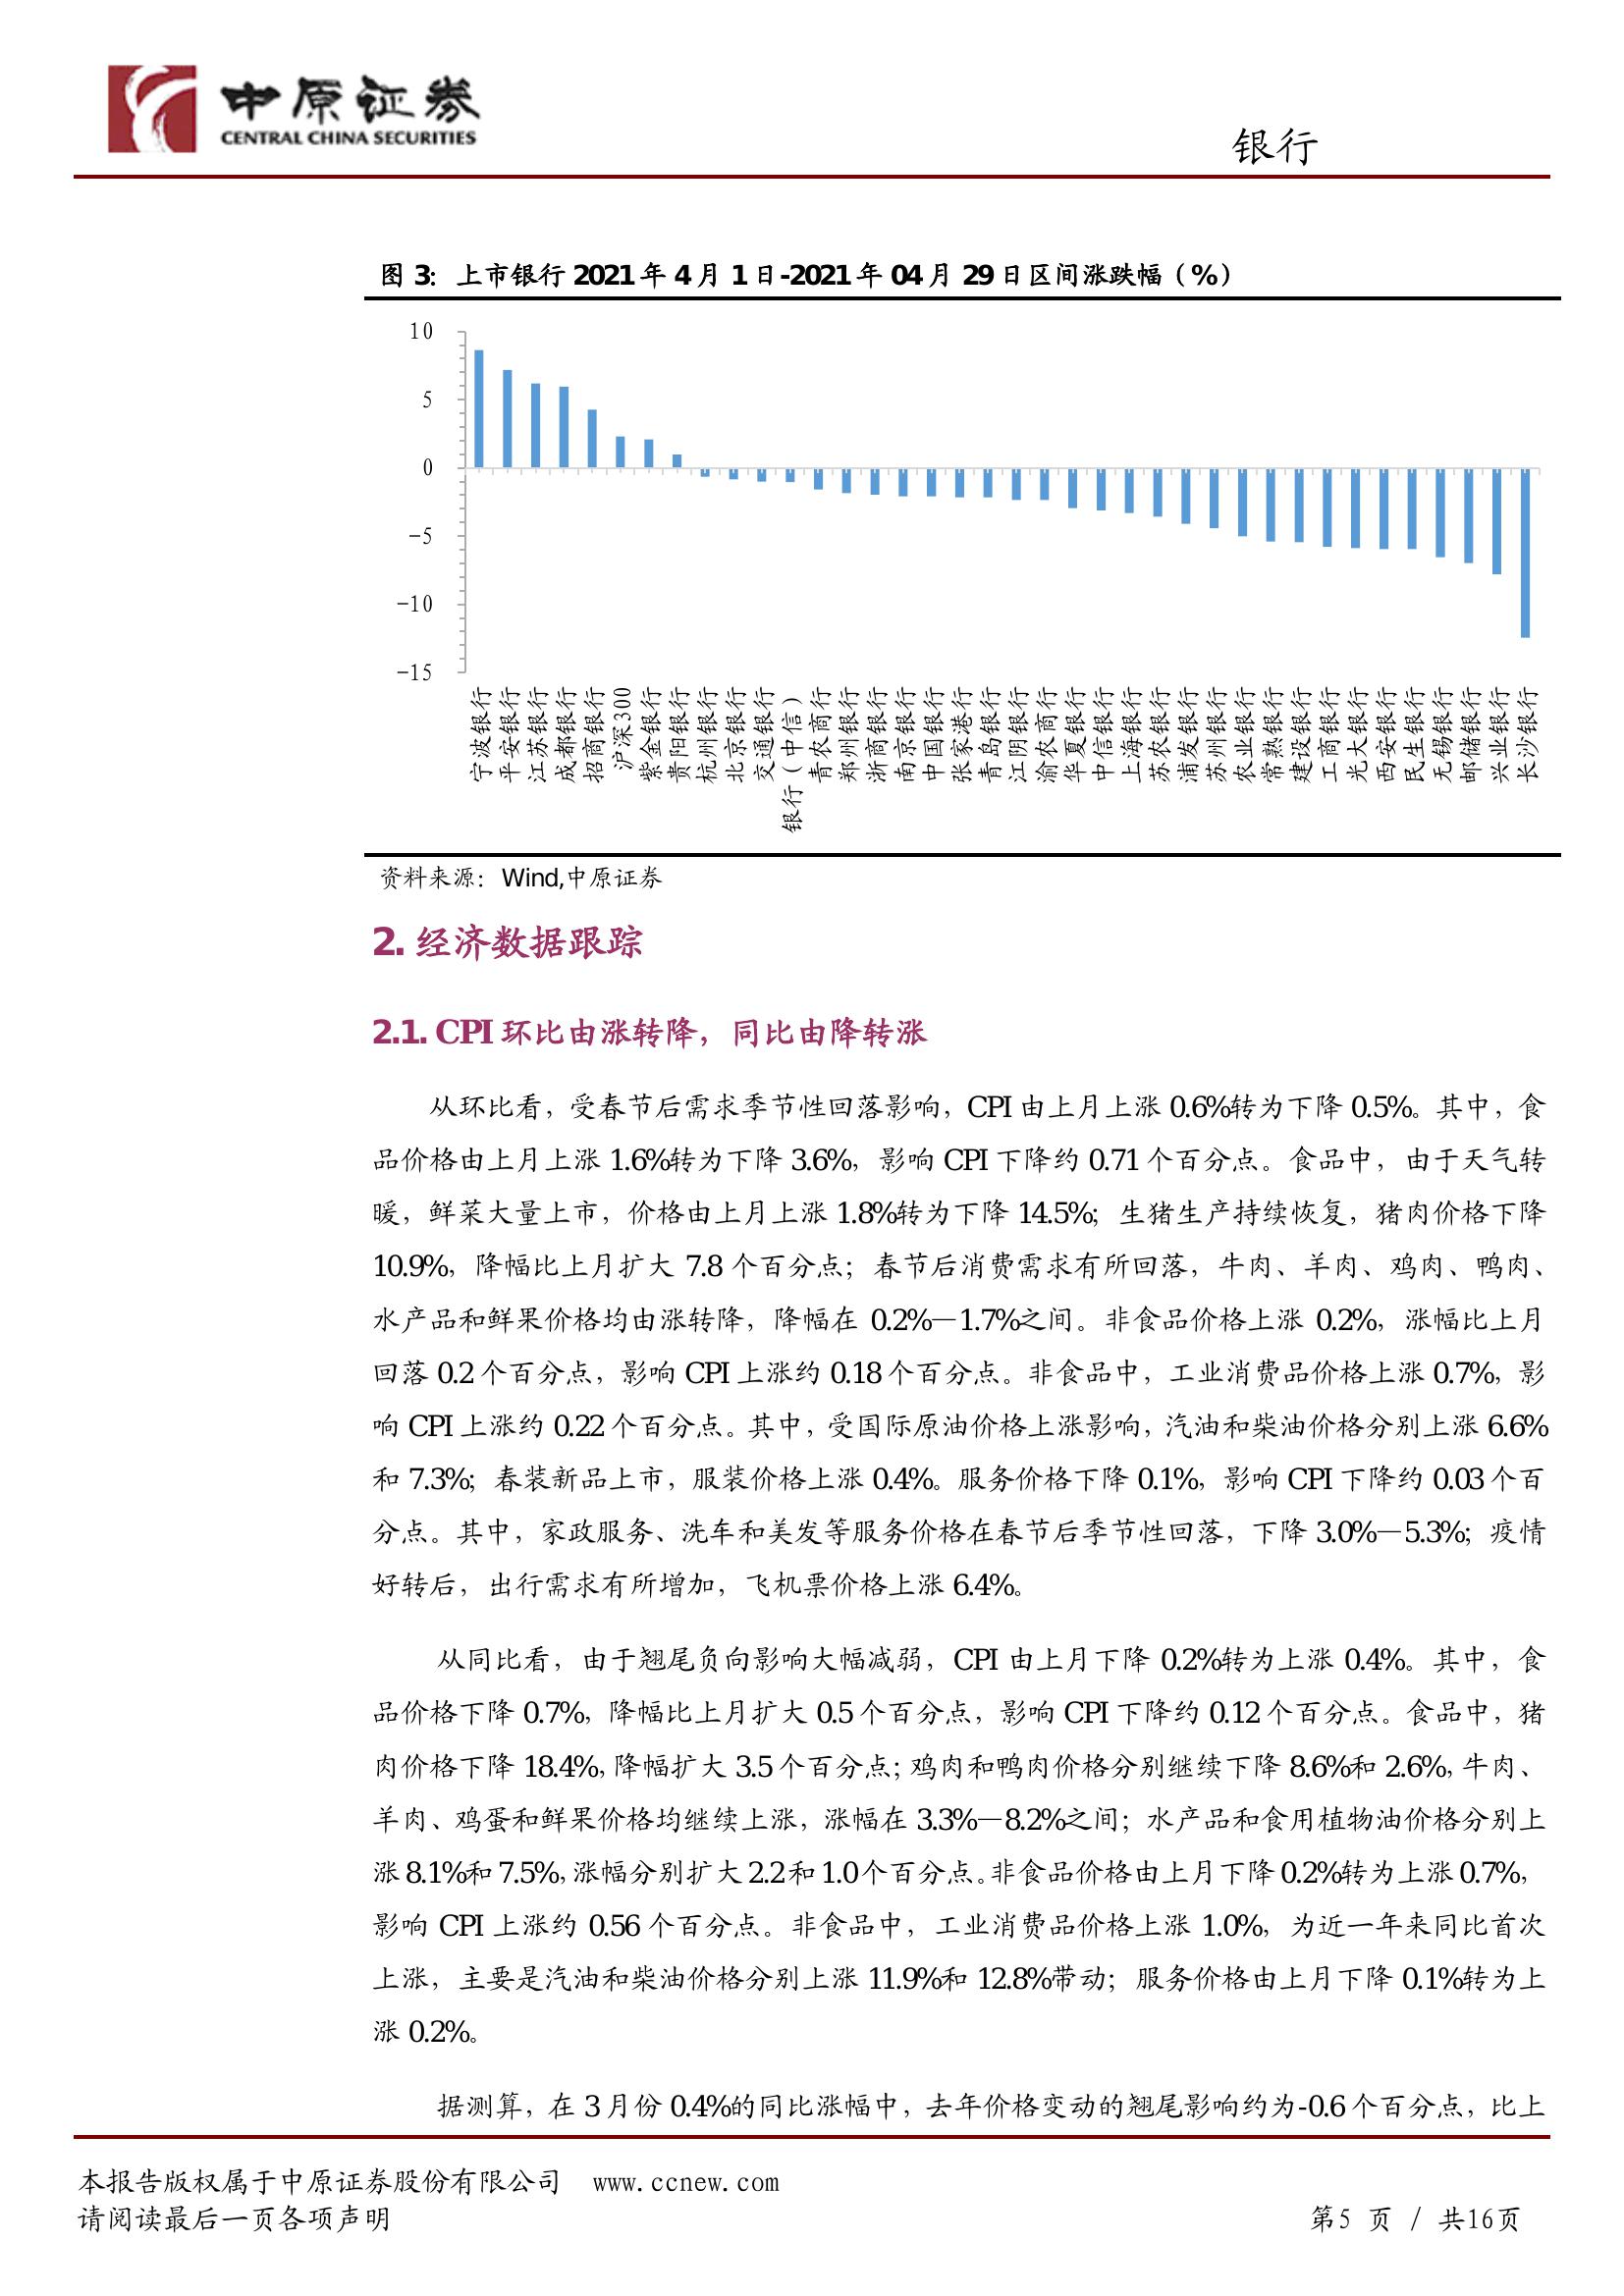 中原证券
CENTRAL CHINA SECURITIES
银行
图 3：上市银行 2021 年 4 月 1 日-2021 年 04 月 29 日区间涨跌幅（%）
10
5
0
-5
-10
-15
宁波银行
平安银行
江苏银行
成都银行
招商银行
沪深300
紫金银行
贵阳银行
杭州银行
北京银行
交通银行
银行（中信）
青农商行
郑州银行
浙商银行
南京银行
中国银行
张家港行
青岛银行
江阴银行
渝农商行
华夏银行
中信银行
上海银行
苏农银行
浦发银行
苏州银行
农业银行
常熟银行
建设银行
工商银行
光大银行
西安银行
民生银行
无锡银行
邮储银行
兴业银行
长沙银行
资料来源：Wind,中原证券
2. 经济数据跟踪
2.1. CPI 环比由涨转降，同比由降转涨
从环比看，受春节后需求季节性回落影响，CPI 由上月上涨 0.6%转为下降 0.5%。其中，食
品价格由上月上涨 1.6%转为下降 3.6%，影响 CPI 下降约 0.71 个百分点。食品中，由于天气转
暖，鲜菜大量上市，价格由上月上涨 1.8%转为下降 14.5%；生猪生产持续恢复，猪肉价格下降
10.9%，降幅比上月扩大 7.8 个百分点；春节后消费需求有所回落，牛肉、羊肉、鸡肉、鸭肉、
水产品和鲜果价格均由涨转降，降幅在 0.2%—1.7%之间。非食品价格上涨 0.2%，涨幅比上月
回落 0.2 个百分点，影响 CPI 上涨约 0.18 个百分点。非食品中，工业消费品价格上涨 0.7%，影
响 CPI 上涨约 0.22 个百分点。其中，受国际原油价格上涨影响，汽油和柴油价格分别上涨 6.6%
和 7.3%；春装新品上市，服装价格上涨 0.4%。服务价格下降 0.1%，影响 CPI 下降约 0.03 个百
分点。其中，家政服务、洗车和美发等服务价格在春节后季节性回落，下降 3.0%—5.3%；疫情
好转后，出行需求有所增加，飞机票价格上涨 6.4%。
从同比看，由于翘尾负向影响大幅减弱，CPI 由上月下降 0.2%转为上涨 0.4%。其中，食
品价格下降 0.7%，降幅比上月扩大 0.5 个百分点，影响 CPI 下降约 0.12 个百分点。食品中，猪
肉价格下降 18.4%，降幅扩大 3.5 个百分点；鸡肉和鸭肉价格分别继续下降 8.6%和 2.6%，牛肉、
羊肉、鸡蛋和鲜果价格均继续上涨，涨幅在 3.3%—8.2%之间；水产品和食用植物油价格分别上
涨 8.1%和 7.5%，涨幅分别扩大 2.2 和 1.0 个百分点。非食品价格由上月下降 0.2%转为上涨 0.7%，
影响 CPI 上涨约 0.56 个百分点。非食品中，工业消费品价格上涨 1.0%，为近一年来同比首次
上涨，主要是汽油和柴油价格分别上涨 11.9%和 12.8%带动；服务价格由上月下降 0.1%转为上
涨 0.2%。
据测算，在 3 月份 0.4%的同比涨幅中，去年价格变动的翘尾影响约为-0.6 个百分点，比上
本报告版权属于中原证券股份有限公司 www.ccnew.com
请阅读最后一页各项声明
第5 页 / 共16页